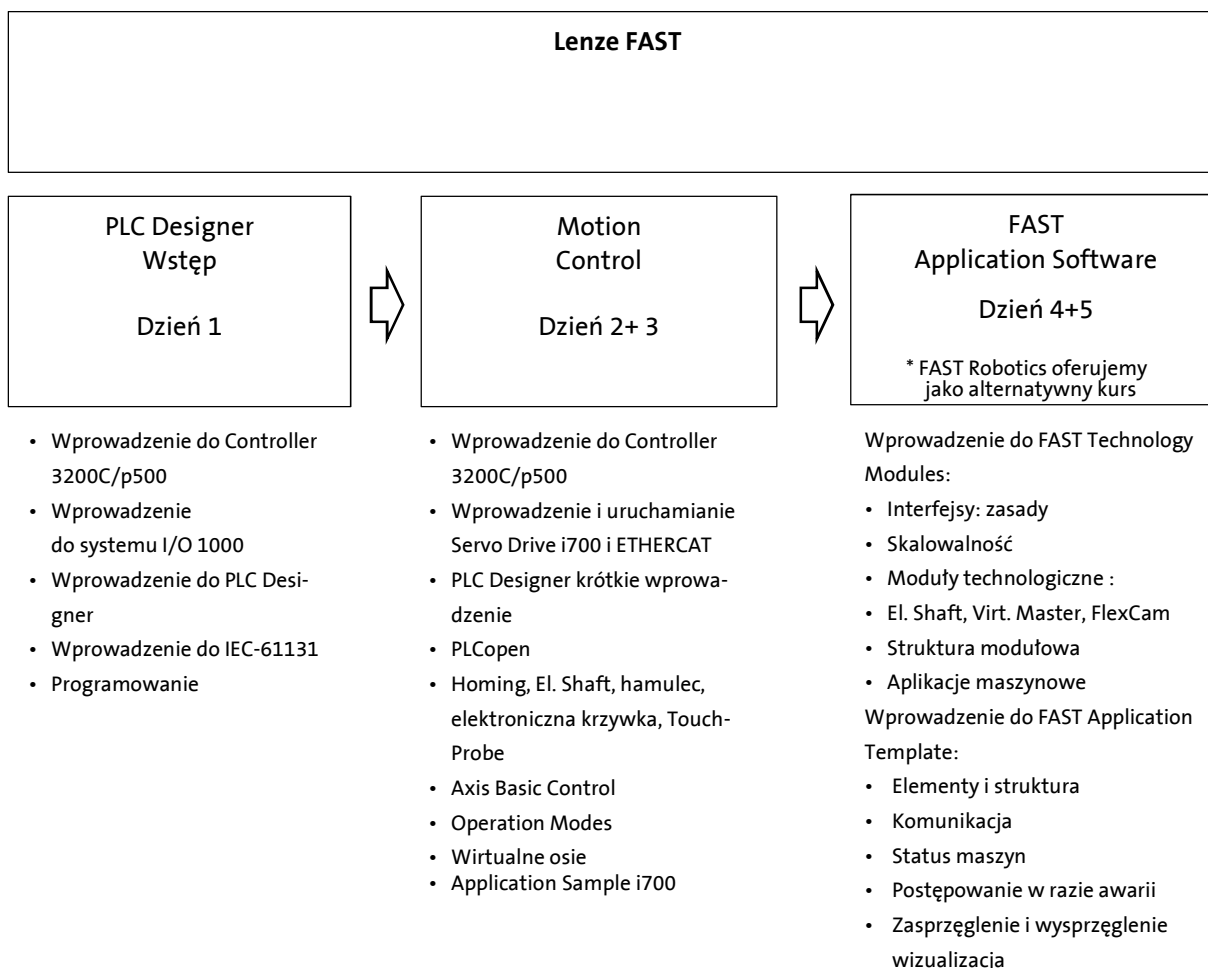 Lenze FAST
PLC Designer
Wstęp
Dzień 1
Motion
Control
Dzień 2+ 3
FAST
Application Software
Dzień 4+5
* FAST Robotics oferujemy
jako alternatywny kurs
• Wprowadzenie do Controller
3200C/p500
• Wprowadzenie
do systemu I/O 1000
• Wprowadzenie do PLC Desi-
gner
• Wprowadzenie do IEC-61131
• Programowanie
• Wprowadzenie do Controller
3200C/p500
• Wprowadzenie i uruchamianie
Servo Drive i700 i ETHERCAT
• PLC Designer krótkie wprowa-
dzenie
• PLCopen
• Homing, El. Shaft, hamulec,
elektroniczna krzywka, Touch-
Probe
• Axis Basic Control
• Operation Modes
• Wirtualne osie
• Application Sample i700
Wprowadzenie do FAST Technology
Modules:
• Interfejsy: zasady
• Skalowalność
• Moduły technologiczne :
• El. Shaft, Virt. Master, FlexCam
• Struktura modułowa
• Aplikacje maszynowe
Wprowadzenie do FAST Application
Template:
• Elementy i struktura
• Komunikacja
• Status maszyn
• Postępowanie w razie awarii
• Zasprzęglenie i wysprzęglenie
wizualizacja